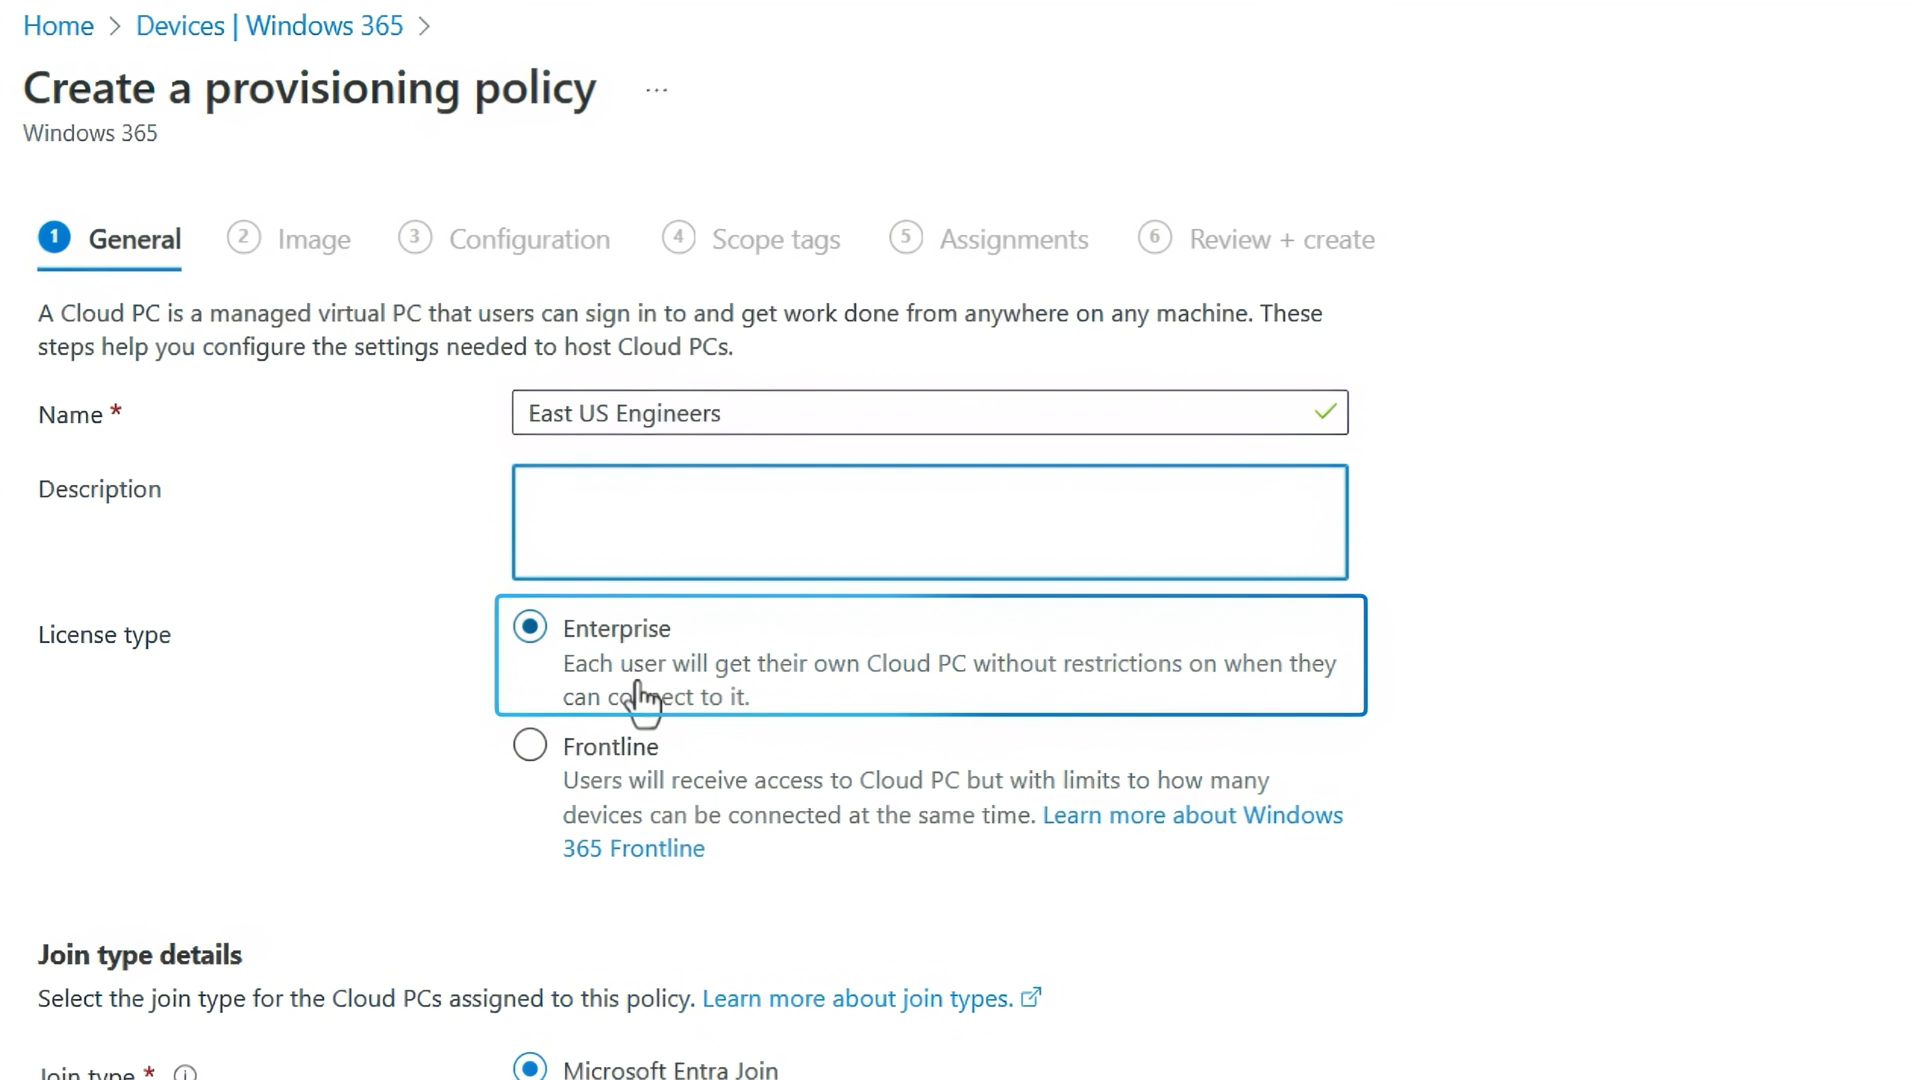 Home > Devices | Windows 365 >
Create a provisioning policy ...
Windows 365
1 General 2 Image 3 Configuration 4 Scope tags 5 Assignments 6 Review + create
A Cloud PC is a managed virtual PC that users can sign in to and get work done from anywhere on any machine. These
steps help you configure the settings needed to host Cloud PCs.
Name * East US Engineers
Description
License type
Enterprise
Each user will get their own Cloud PC without restrictions on when they
can connect to it.
Frontline
Users will receive access to Cloud PC but with limits to how many
devices can be connected at the same time. Learn more about Windows
365 Frontline
Join type details
Select the join type for the Cloud PCs assigned to this policy. Learn more about join types.
Join type * Microsoft Entra Join